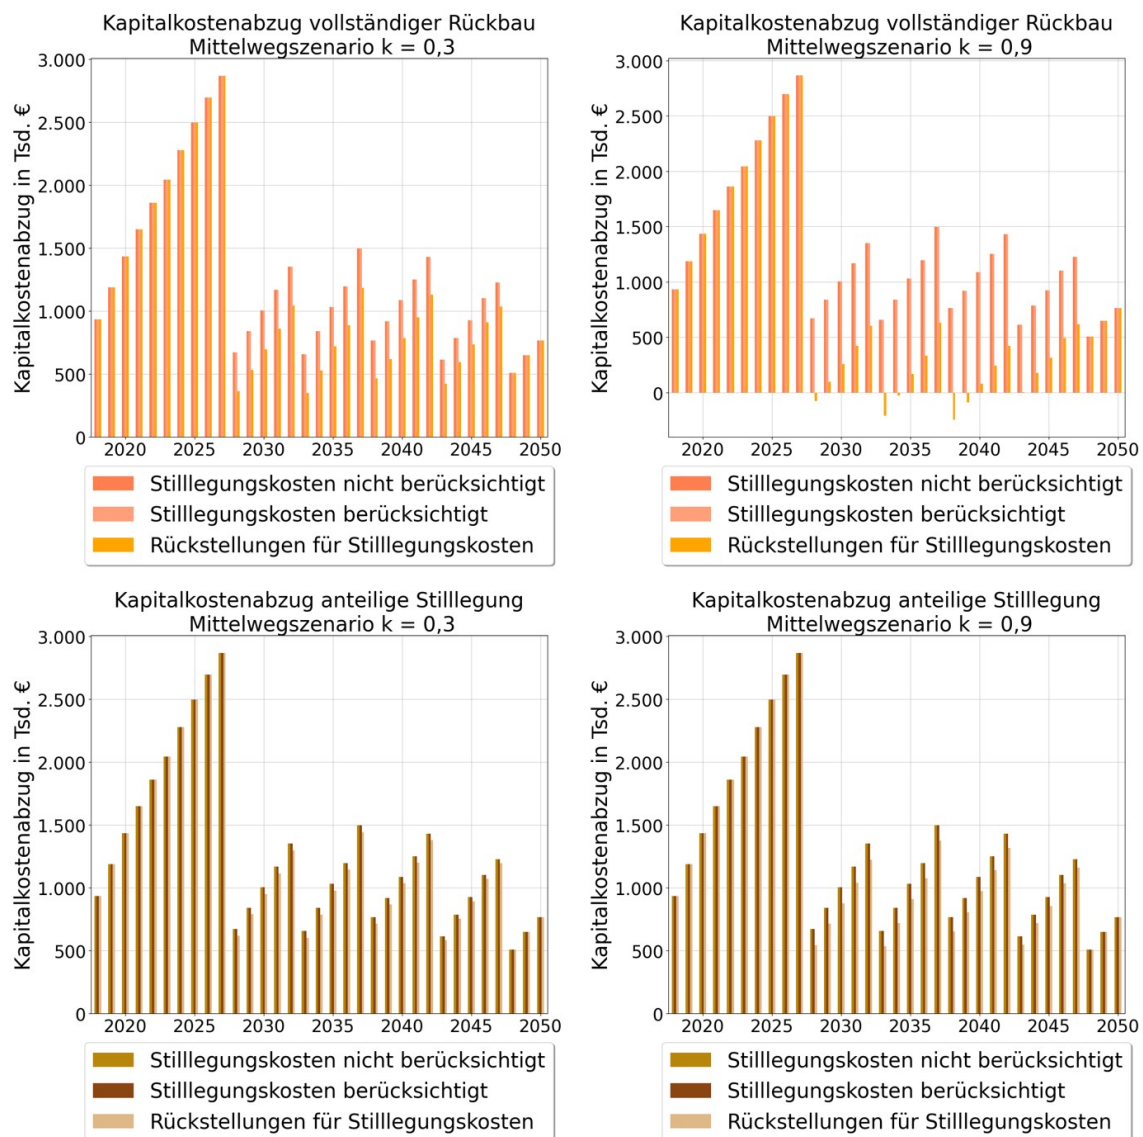 Kapitalkostenabzug vollständiger Rückbau
Mittelwegszenario k = 0,3
Kapitalkostenabzug in Tsd. €
3.000
2.500
2.000
1.500
1.000
500
0
2020 2025 2030 2035 2040 2045 2050
Stilllegungskosten nicht berücksichtigt
Stilllegungskosten berücksichtigt
Rückstellungen für Stilllegungskosten
Kapitalkostenabzug vollständiger Rückbau
Mittelwegszenario k = 0,9
Kapitalkostenabzug in Tsd. €
3.000
2.500
2.000
1.500
1.000
500
0
2020 2025 2030 2035 2040 2045 2050
Stilllegungskosten nicht berücksichtigt
Stilllegungskosten berücksichtigt
Rückstellungen für Stilllegungskosten
Kapitalkostenabzug anteilige Stilllegung
Mittelwegszenario k = 0,3
Kapitalkostenabzug in Tsd. €
3.000
2.500
2.000
1.500
1.000
500
0
2020 2025 2030 2035 2040 2045 2050
Stilllegungskosten nicht berücksichtigt
Stilllegungskosten berücksichtigt
Rückstellungen für Stilllegungskosten
Kapitalkostenabzug anteilige Stilllegung
Mittelwegszenario k = 0,9
Kapitalkostenabzug in Tsd. €
3.000
2.500
2.000
1.500
1.000
500
0
2020 2025 2030 2035 2040 2045 2050
Stilllegungskosten nicht berücksichtigt
Stilllegungskosten berücksichtigt
Rückstellungen für Stilllegungskosten